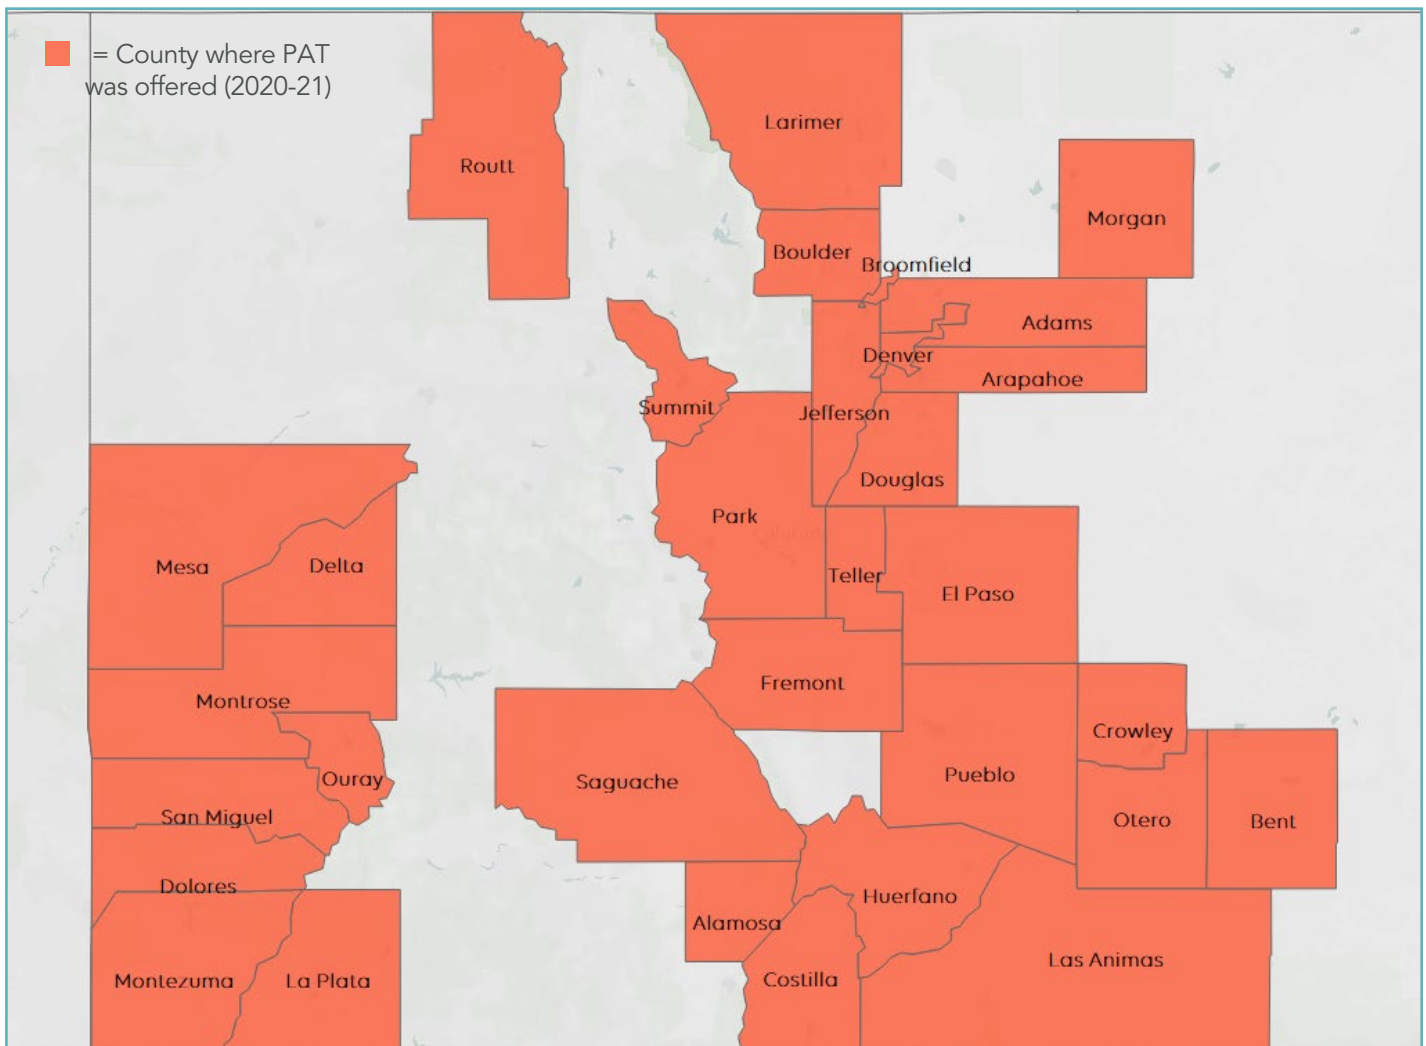 = County where PAT
was offered (2020-21)
Larimer
Routt
Morgan
Boulder
Broomfield
Adams
Denver
Arapahoe
Summit
Jefferson
Douglas
Park
Colorado
Mesa
Delta
Teller
El Paso
Fremont
Montrose
Crowley
Ouray
Saguache
Pueblo
San Miguel
Otero
Bent
Dolores
Huerfano
Alamosa
Las Animas
Montezuma
La Plata
Costilla